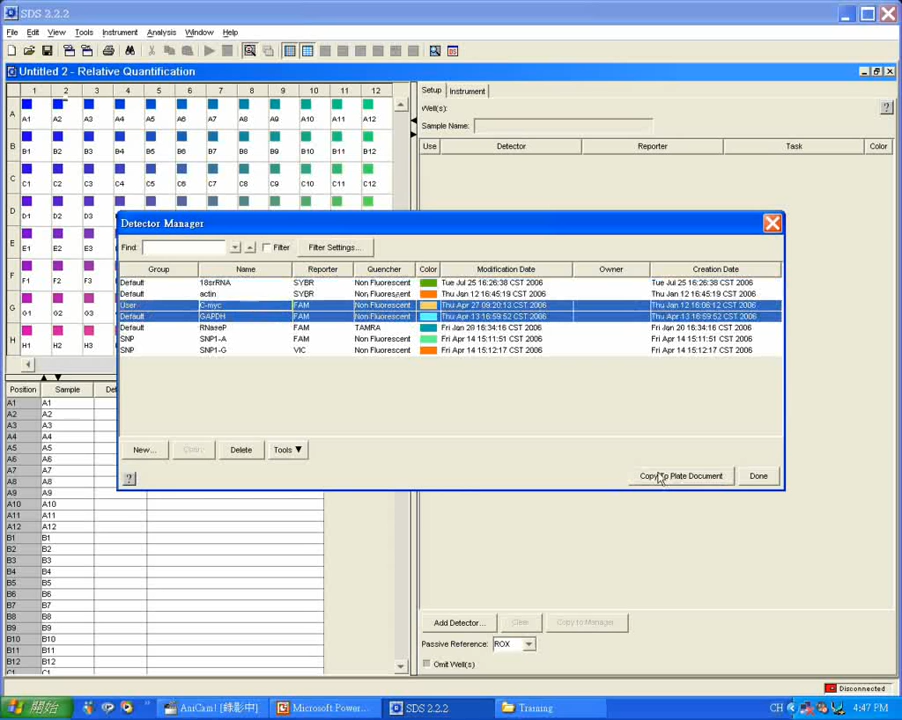 SDS 2.2.2
File Edit View Tools Instrument Analysis Window Help
Untitled 2 - Relative Quantification
1 2 3 4 5 6 7 8 9 10 11 12
A
A1 A2 A3 A4 A5 A6 A7 A8 A9 A10 A11 A12
B
B1 B2 B3 B4 B5 B6 B7 B8 B9 B10 B11 B12
C
C1 C2 C3 C4 C5 C6 C7 C8 C9 C10 C11 C12
D
D1 D2 D3
E
E1 E2 E3
F
F1 F2 F3
G
G1 G2 G3
H
H1 H2 H3
Setup Instrument
Well(s):
Sample Name:
Use Detector Reporter Task Color
Detector Manager
Find: Filter Filter Settings...
Group Name Reporter Quencher Color Modification Date Owner Creation Date
Default 18srRNA SYBR Non Fluorescent Tue Jul 25 16:26:38 CST 2006 Tue Jul 25 16:26:38 CST 2006
Default actin SYBR Non Fluorescent Thu Jan 12 16:45:19 CST 2006 Thu Jan 12 16:45:19 CST 2006
User C-myc FAM Non Fluorescent Thu Apr 27 09:20:13 CST 2006 Thu Jan 12 16:06:12 CST 2006
Default GAPDH FAM Non Fluorescent Thu Apr 13 16:59:52 CST 2006 Thu Apr 13 16:59:52 CST 2006
Default RNaseP FAM TAMRA Fri Jan 20 16:34:16 CST 2006 Fri Jan 20 16:34:16 CST 2006
SNP SNP1-A FAM Non Fluorescent Fri Apr 14 15:11:51 CST 2006 Fri Apr 14 15:11:51 CST 2006
SNP SNP1-G VIC Non Fluorescent Fri Apr 14 15:12:17 CST 2006 Fri Apr 14 15:12:17 CST 2006
New... Delete Tools
Copy To Plate Document Done
Position Sample
A1 A1
A2 A2
A3 A3
A4 A4
A5 A5
A6 A6
A7 A7
A8 A8
A9 A9
A10 A10
A11 A11
A12 A12
B1 B1
B2 B2
B3 B3
B4 B4
B5 B5
B6 B6
B7 B7
B8 B8
B9 B9
B10 B10
B11 B11
B12 B12
C1 C1
Add Detector... Clear Copy to Manager
Passive Reference: ROX
Omit Well(s)
Disconnected
開始 AniCam! [錄影中] Microsoft Power... SDS 2.2.2 Training CH 4:47 PM